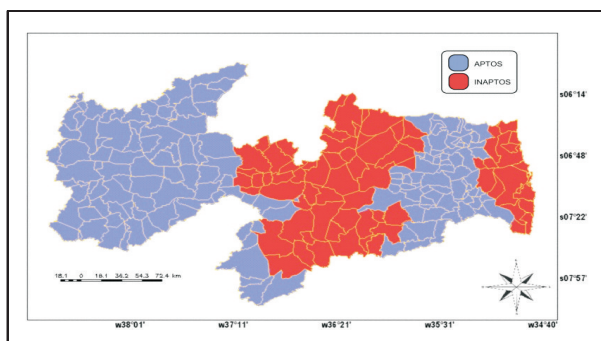 APTOS
INAPTOS
s06°14'
s06°48'
s07°22'
s07°57'
18.1 0 16.1 36.2 54.3 72.4 km
w38°01' w37°11' w36°21' w35°31' w34°40'